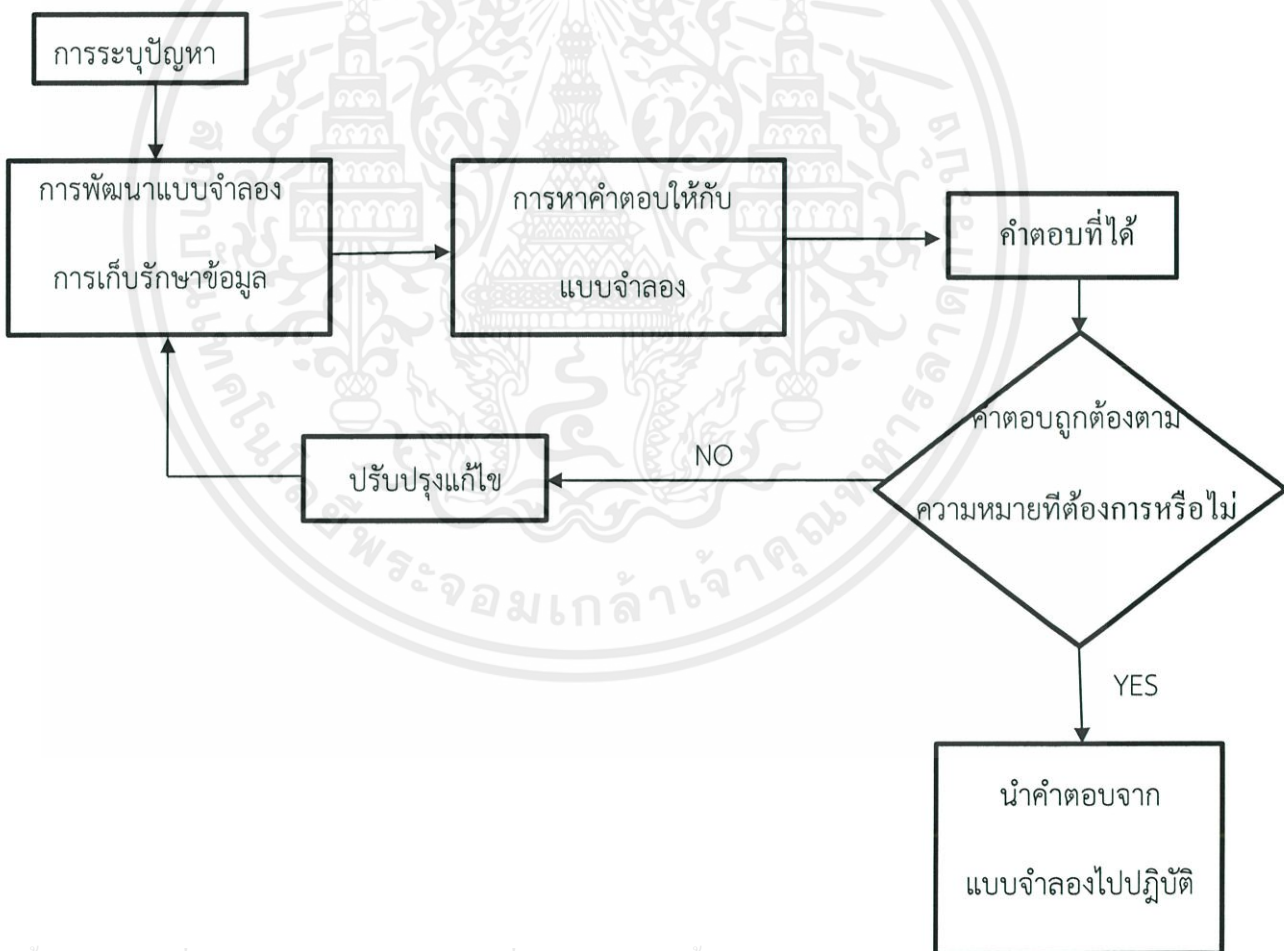 การระบุปัญหา
การพัฒนาแบบจำลอง
การเก็บรักษาข้อมูล
การหาคำตอบให้กับ
แบบจำลอง
คำตอบที่ได้
คำตอบถูกต้องตาม
ความหมายทีต้องการหรือไม่
NO
ปรับปรุงแก้ไข
YES
นำคำตอบจาก
แบบจำลองไปปฏิบัติ